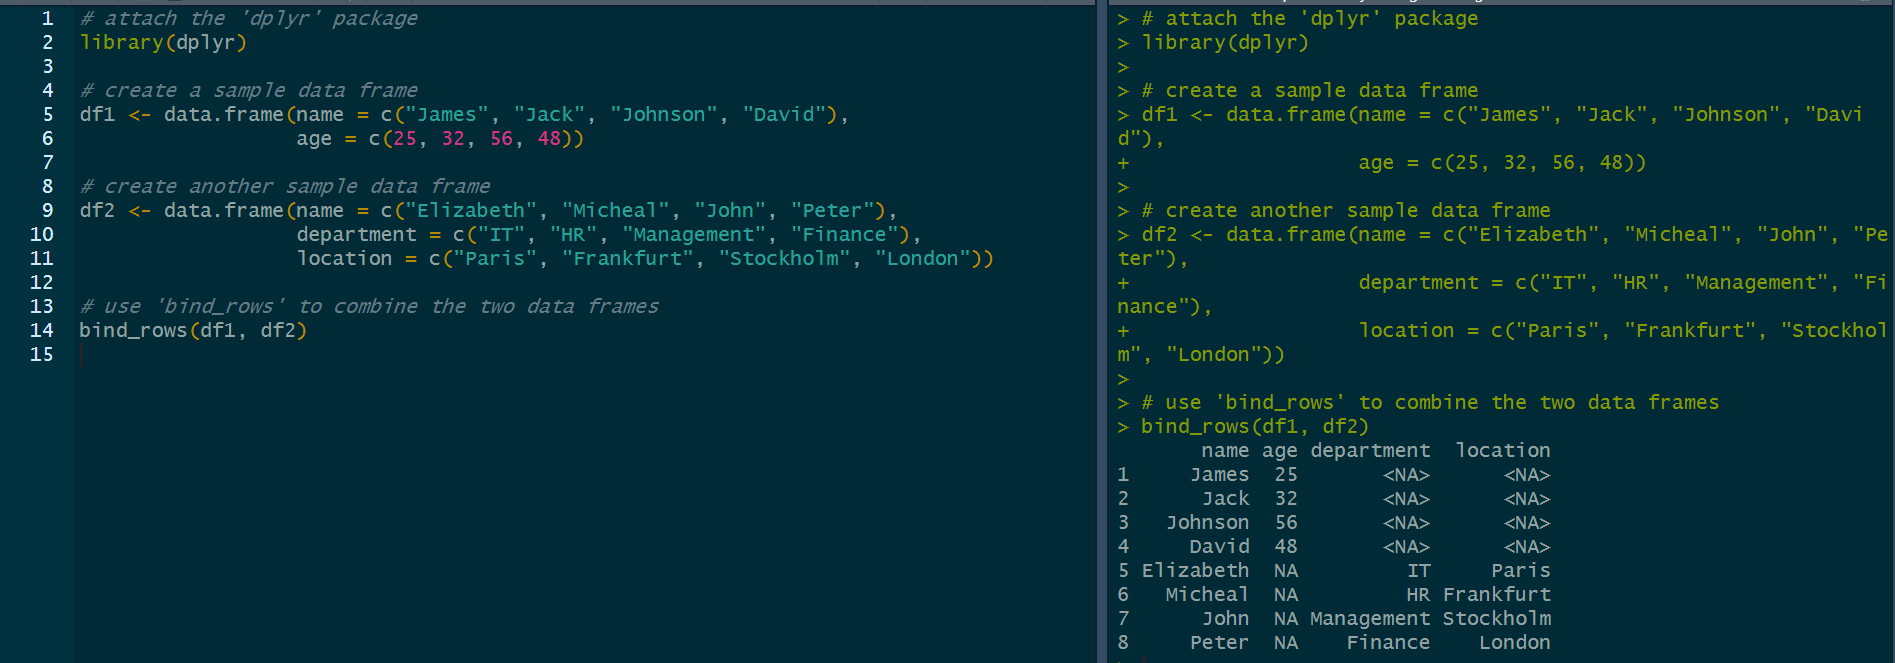 1 # attach the 'dplyr' package
2 library(dplyr)
3
4 # create a sample data frame
5 df1 <- data.frame(name = c("James", "Jack", "Johnson", "David"),
6                   age = c(25, 32, 56, 48))
7
8 # create another sample data frame
9 df2 <- data.frame(name = c("Elizabeth", "Micheal", "John", "Peter"),
10                   department = c("IT", "HR", "Management", "Finance"),
11                   location = c("Paris", "Frankfurt", "Stockholm", "London"))
12
13 # use 'bind_rows' to combine the two data frames
14 bind_rows(df1, df2)
15
> # attach the 'dplyr' package
> library(dplyr)
>
> # create a sample data frame
> df1 <- data.frame(name = c("James", "Jack", "Johnson", "Davi
d"),
+                   age = c(25, 32, 56, 48))
>
> # create another sample data frame
> df2 <- data.frame(name = c("Elizabeth", "Micheal", "John", "Pe
ter"),
+                   department = c("IT", "HR", "Management", "Fi
nance"),
+                   location = c("Paris", "Frankfurt", "Stockhol
m", "London"))
>
> # use 'bind_rows' to combine the two data frames
> bind_rows(df1, df2)
       name age department  location
1     James  25       <NA>      <NA>
2      Jack  32       <NA>      <NA>
3   Johnson  56       <NA>      <NA>
4     David  48       <NA>      <NA>
5 Elizabeth  NA         IT     Paris
6   Micheal  NA         HR Frankfurt
7      John  NA Management Stockholm
8     Peter  NA    Finance    London